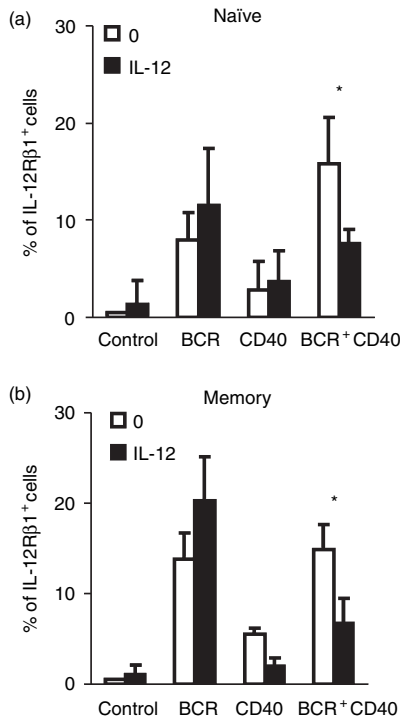 (a)
Naïve
30
0
IL-12
*
20
10
0
% of IL-12Rβ1⁺ cells
Control BCR CD40 BCR⁺CD40
(b)
Memory
30
0
IL-12
*
20
10
0
% of IL-12Rβ1⁺ cells
Control BCR CD40 BCR⁺CD40